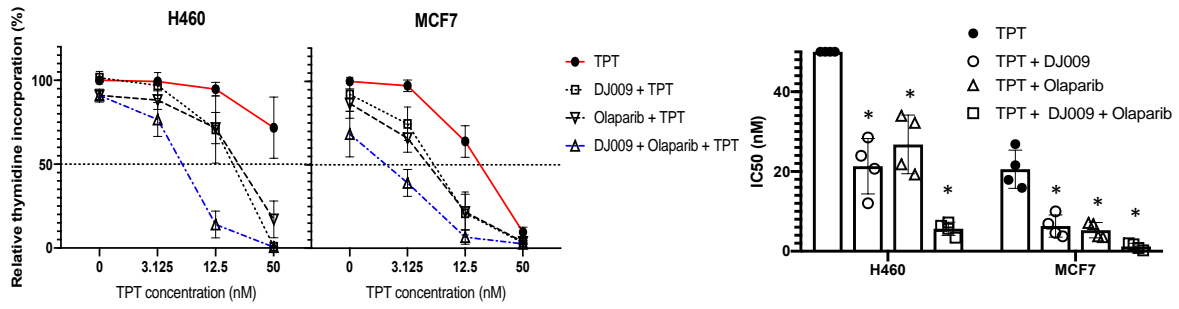 H460
MCF7
Relative thymidine incorporation (%)
100
50
0
0
3.125
12.5
50
0
3.125
12.5
50
TPT concentration (nM)
TPT concentration (nM)
TPT
DJ009 + TPT
Olaparib + TPT
DJ009 + Olaparib + TPT
IC50 (nM)
40
20
0
*
*
*
*
*
*
H460
MCF7
TPT
TPT + DJ009
TPT + Olaparib
TPT + DJ009 + Olaparib